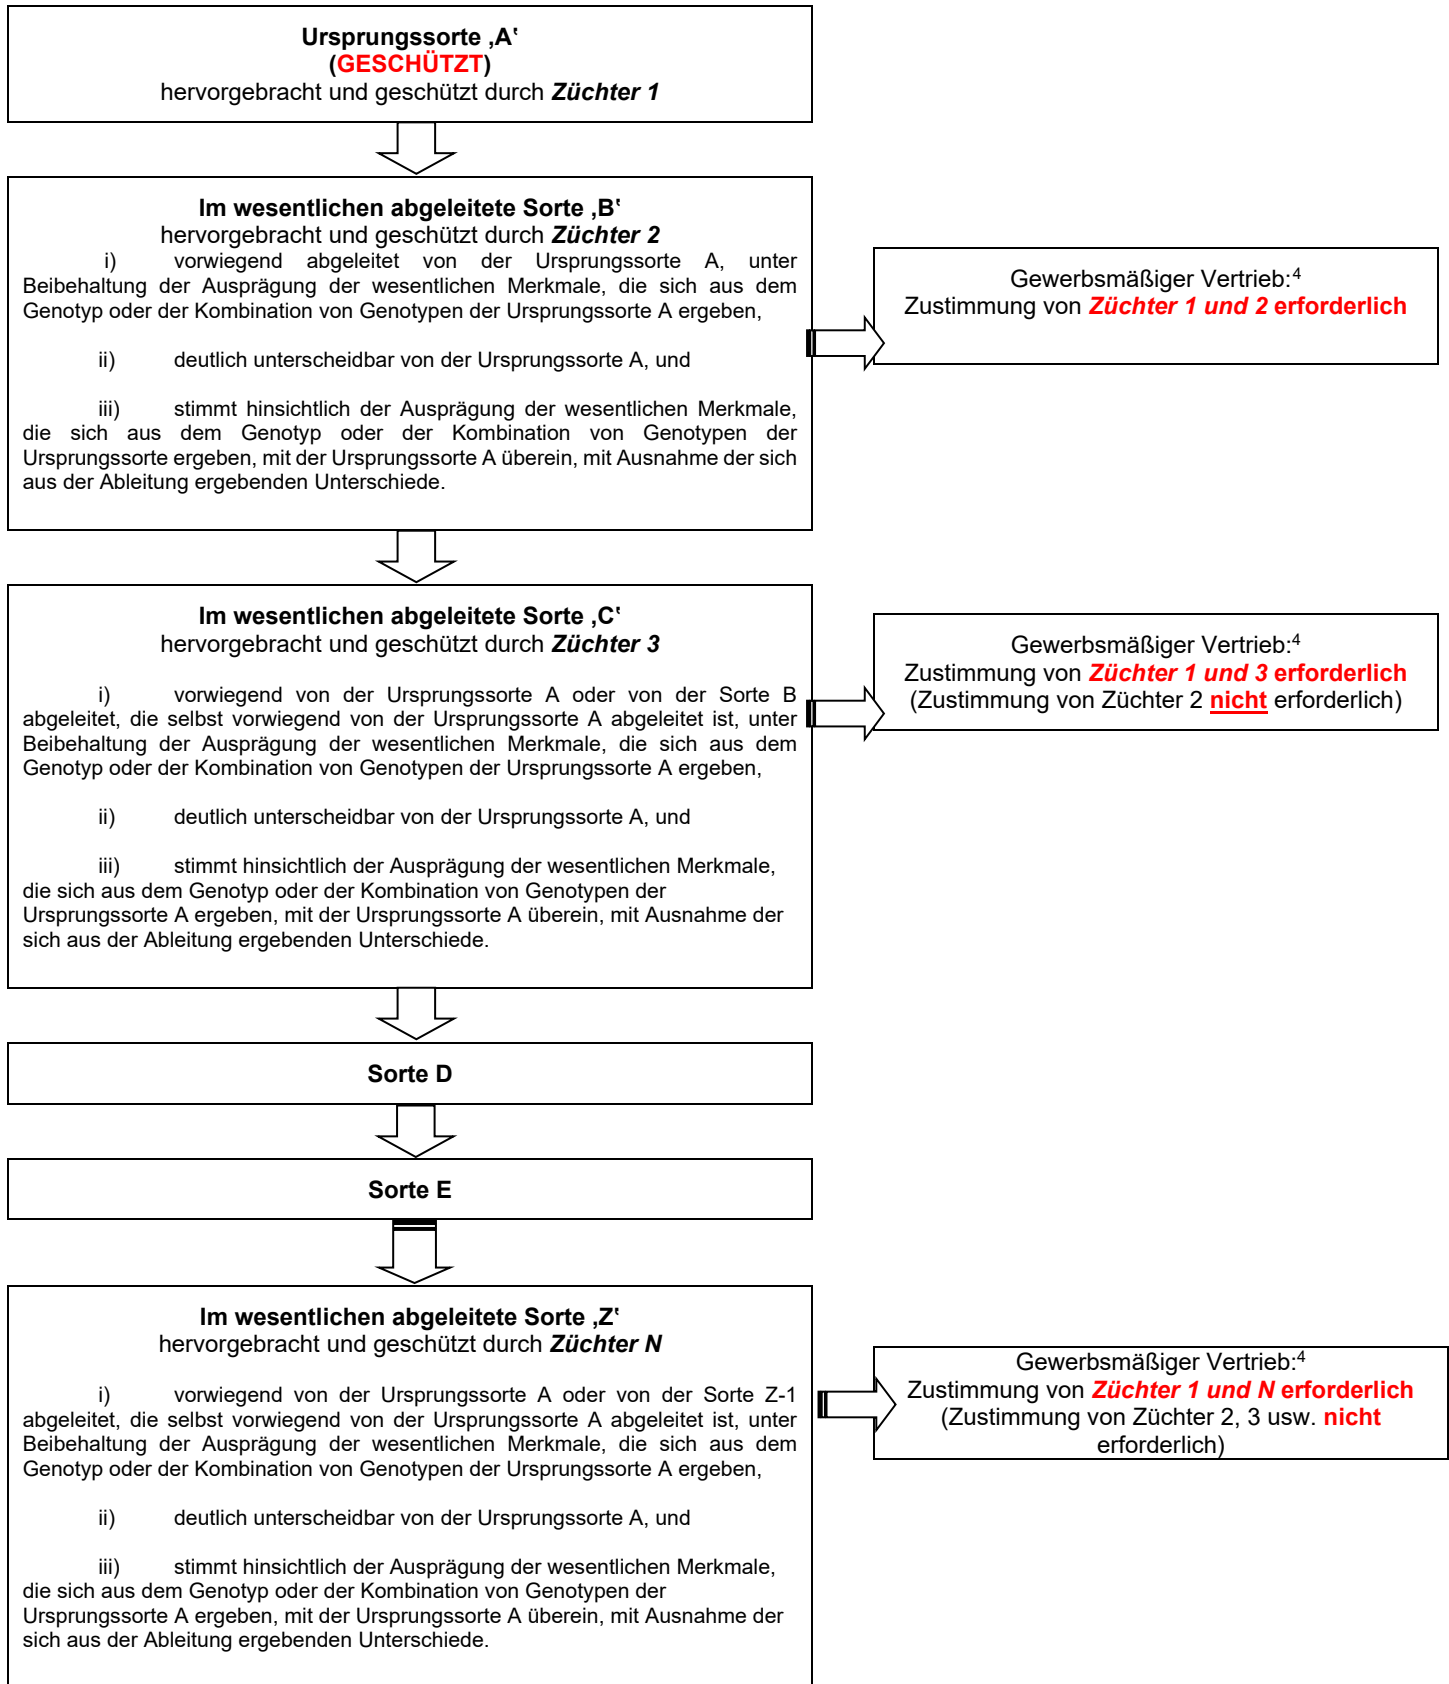 Ursprungssorte ‚A‛
(GESCHÜTZT)
hervorgebracht und geschützt durch Züchter 1
Im wesentlichen abgeleitete Sorte ‚B‛
hervorgebracht und geschützt durch Züchter 2
i) vorwiegend abgeleitet von der Ursprungssorte A, unter
Beibehaltung der Ausprägung der wesentlichen Merkmale, die sich aus dem
Genotyp oder der Kombination von Genotypen der Ursprungssorte A ergeben,
ii) deutlich unterscheidbar von der Ursprungssorte A, und
iii) stimmt hinsichtlich der Ausprägung der wesentlichen Merkmale,
die sich aus dem Genotyp oder der Kombination von Genotypen der
Ursprungssorte ergeben, mit der Ursprungssorte A überein, mit Ausnahme der sich
aus der Ableitung ergebenden Unterschiede.
Gewerbsmäßiger Vertrieb:4
Zustimmung von Züchter 1 und 2 erforderlich
Im wesentlichen abgeleitete Sorte ‚C‛
hervorgebracht und geschützt durch Züchter 3
i) vorwiegend von der Ursprungssorte A oder von der Sorte B
abgeleitet, die selbst vorwiegend von der Ursprungssorte A abgeleitet ist, unter
Beibehaltung der Ausprägung der wesentlichen Merkmale, die sich aus dem
Genotyp oder der Kombination von Genotypen der Ursprungssorte A ergeben,
ii) deutlich unterscheidbar von der Ursprungssorte A, und
iii) stimmt hinsichtlich der Ausprägung der wesentlichen Merkmale,
die sich aus dem Genotyp oder der Kombination von Genotypen der
Ursprungssorte A ergeben, mit der Ursprungssorte A überein, mit Ausnahme der
sich aus der Ableitung ergebenden Unterschiede.
Gewerbsmäßiger Vertrieb:4
Zustimmung von Züchter 1 und 3 erforderlich
(Zustimmung von Züchter 2 nicht erforderlich)
Sorte D
Sorte E
Im wesentlichen abgeleitete Sorte ‚Z‛
hervorgebracht und geschützt durch Züchter N
i) vorwiegend von der Ursprungssorte A oder von der Sorte Z-1
abgeleitet, die selbst vorwiegend von der Ursprungssorte A abgeleitet ist, unter
Beibehaltung der Ausprägung der wesentlichen Merkmale, die sich aus dem
Genotyp oder der Kombination von Genotypen der Ursprungssorte A ergeben,
ii) deutlich unterscheidbar von der Ursprungssorte A, und
iii) stimmt hinsichtlich der Ausprägung der wesentlichen Merkmale,
die sich aus dem Genotyp oder der Kombination von Genotypen der
Ursprungssorte A ergeben, mit der Ursprungssorte A überein, mit Ausnahme der
sich aus der Ableitung ergebenden Unterschiede.
Gewerbsmäßiger Vertrieb:4
Zustimmung von Züchter 1 und N erforderlich
(Zustimmung von Züchter 2, 3 usw. nicht
erforderlich)